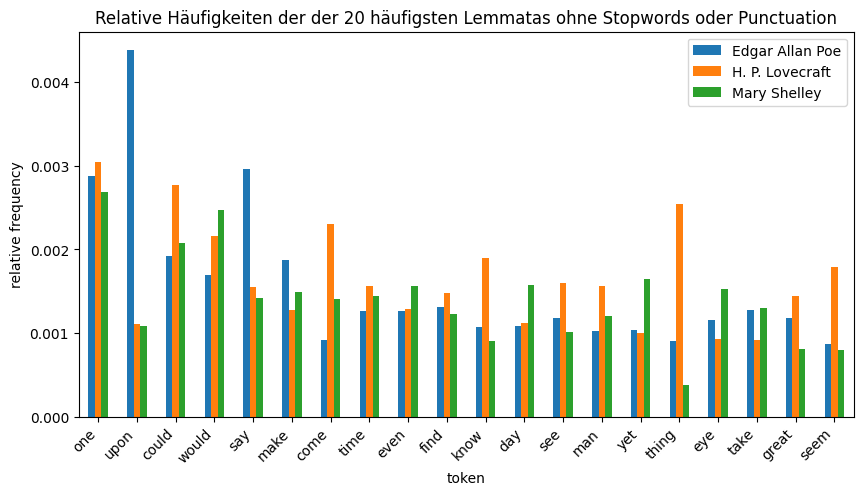 Relative Häufigkeiten der der 20 häufigsten Lemmatas ohne Stopwords oder Punctuation
Edgar Allan Poe
H. P. Lovecraft
Mary Shelley
relative frequency
0.004
0.003
0.002
0.001
0.000
one
upon
could
would
say
make
come
time
even
find
know
day
see
man
yet
thing
eye
take
great
seem
token